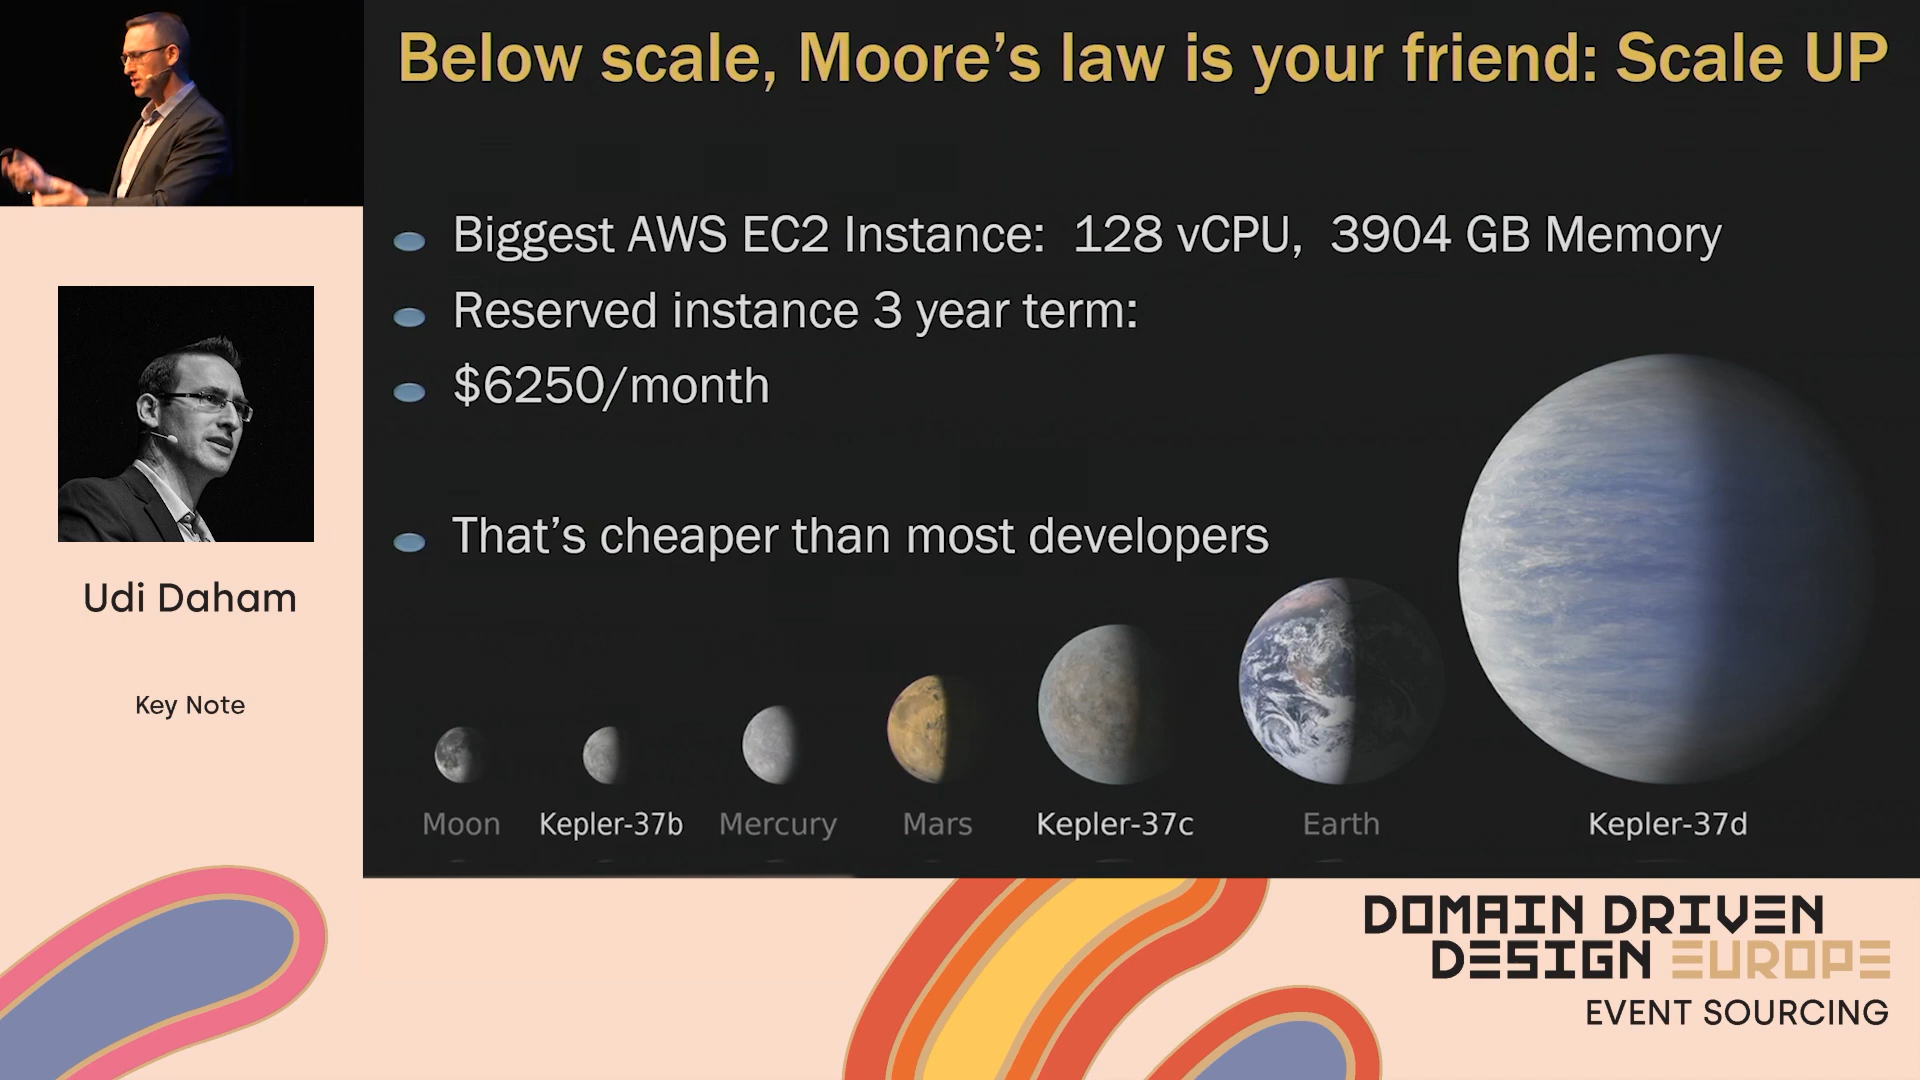 Below scale, Moore’s law is your friend: Scale UP
Biggest AWS EC2 Instance:  128 vCPU,  3904 GB Memory
Reserved instance 3 year term:
$6250/month
That’s cheaper than most developers
Moon
Kepler-37b
Mercury
Mars
Kepler-37c
Earth
Kepler-37d
Udi Daham
Key Note
DOMAIN DRIVEN
DESIGN EUROPE
EVENT SOURCING